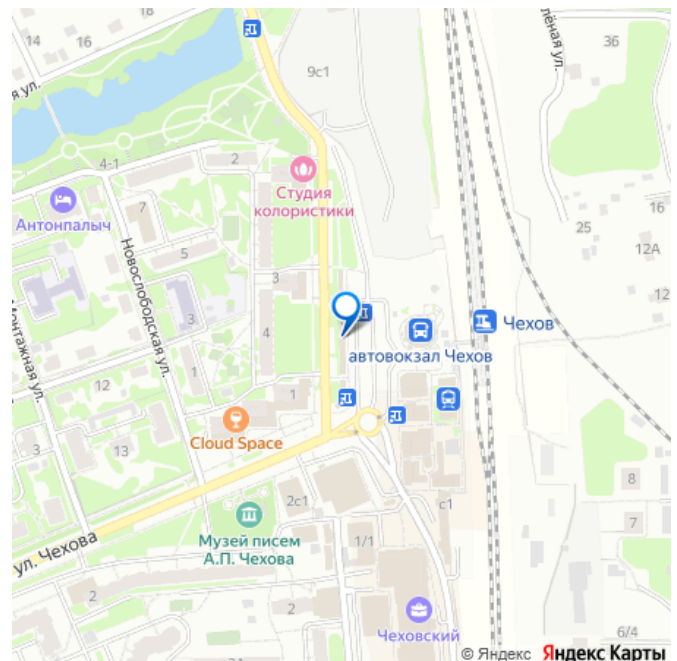 14
16
18
9с1
36
лёная ул.
я ул.
4-1
2
Студия
колористики
Антонпалыч
7
5
Новослободская ул.
Монтажная ул.
3
3
4
1
1
12
13
3
25
16
12А
12
Чехов
автовокзал Чехов
Cloud Space
ул. Чехова
2с1
Музей писем
А.П. Чехова
1/1
с1
8
7
2
2
Чеховский
6/4
© Яндекс Яндекс Карты